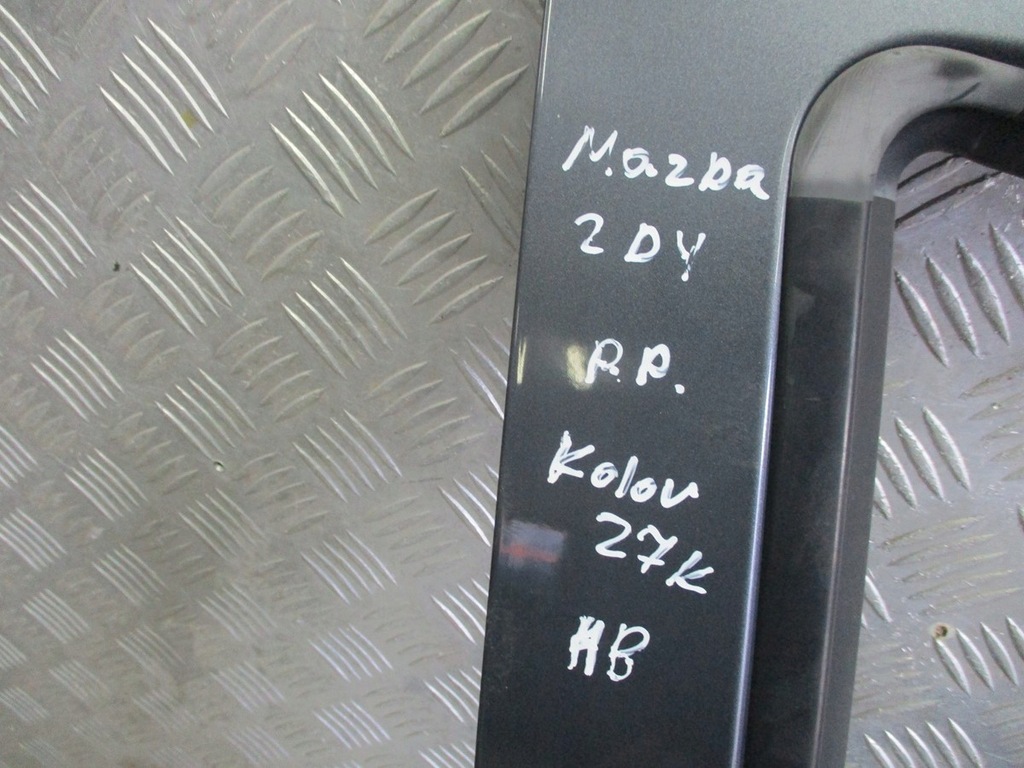 Mazda
2 DY
P.P.
Kolor
27K
HB